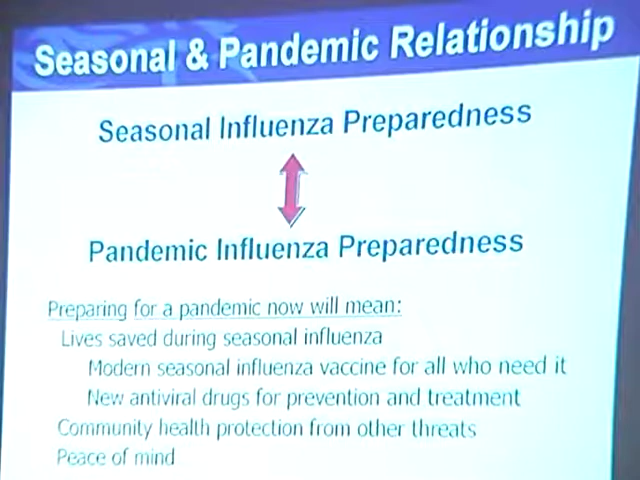 Seasonal & Pandemic Relationship
Seasonal Influenza Preparedness
Pandemic Influenza Preparedness
Preparing for a pandemic now will mean:
Lives saved during seasonal influenza
Modern seasonal influenza vaccine for all who need it
New antiviral drugs for prevention and treatment
Community health protection from other threats
Peace of mind